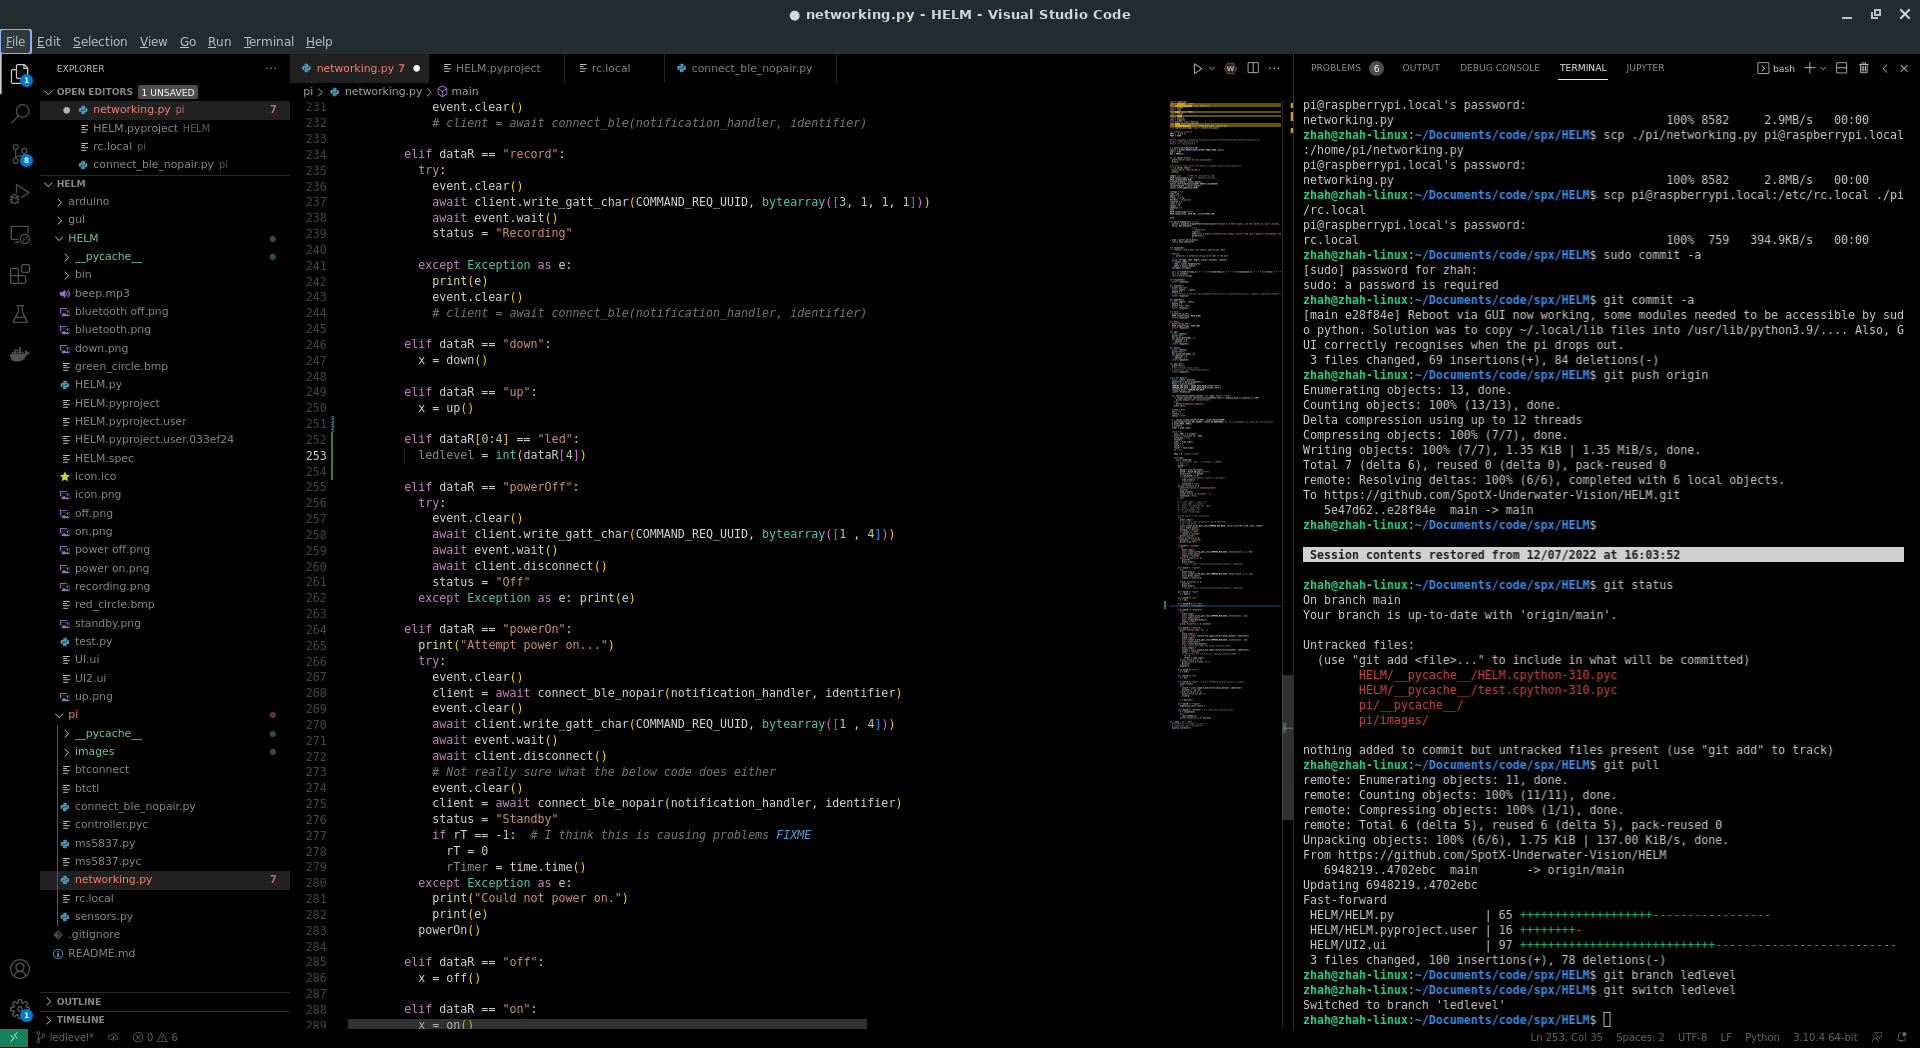 ● networking.py - HELM - Visual Studio Code
File Edit Selection View Go Run Terminal Help
EXPLORER
OPEN EDITORS 1 UNSAVED
networking.py pi 7
HELM.pyproject HELM
rc.local pi
connect_ble_nopair.py pi
HELM
arduino
gul
HELM
__pycache__
bin
beep.mp3
bluetooth off.png
bluetooth.png
down.png
green_circle.bmp
HELM.py
HELM.pyproject
HELM.pyproject.user
HELM.pyproject.user.033ef24
HELM.spec
icon.ico
icon.png
off.png
on.png
power off.png
power on.png
recording.png
red_circle.bmp
standby.png
test.py
UI.ui
UI2.ui
up.png
pi
__pycache__
images
btconnect
btctl
connect_ble_nopair.py
controller.pyc
ms5837.py
ms5837.pyc
networking.py 7
rc.local
sensors.py
.gitignore
README.md
OUTLINE
TIMELINE
1
8
1
networking.py 7 ● HELM.pyproject rc.local connect_ble_nopair.py
pi > networking.py > main
231 event.clear()
232 # client = await connect_ble(notification_handler, identifier)
233
234 elif dataR == "record":
235 try:
236 event.clear()
237 await client.write_gatt_char(COMMAND_REQ_UUID, bytearray([3, 1, 1, 1]))
238 await event.wait()
239 status = "Recording"
240
241 except Exception as e:
242 print(e)
243 event.clear()
244 # client = await connect_ble(notification_handler, identifier)
245
246 elif dataR == "down":
247 x = down()
248
249 elif dataR == "up":
250 x = up()
251
252 elif dataR[0:4] == "led":
253 ledlevel = int(dataR[4])
254
255 elif dataR == "powerOff":
256 try:
257 event.clear()
258 await client.write_gatt_char(COMMAND_REQ_UUID, bytearray([1 , 4]))
259 await event.wait()
260 await client.disconnect()
261 status = "Off"
262 except Exception as e: print(e)
263
264 elif dataR == "powerOn":
265 print("Attempt power on...")
266 try:
267 event.clear()
268 client = await connect_ble_nopair(notification_handler, identifier)
269 event.clear()
270 await client.write_gatt_char(COMMAND_REQ_UUID, bytearray([1 , 4]))
271 await event.wait()
272 await client.disconnect()
273 # Not really sure what the below code does either
274 event.clear()
275 client = await connect_ble_nopair(notification_handler, identifier)
276 status = "Standby"
277 if rT == -1: # I think this is causing problems FIXME
278 rT = 0
279 rTimer = time.time()
280 except Exception as e:
281 print("Could not power on.")
282 print(e)
283 powerOn()
284
285 elif dataR == "off":
286 x = off()
287
288 elif dataR == "on":
289 x = on()
PROBLEMS 6 OUTPUT DEBUG CONSOLE TERMINAL JUPYTER bash
pi@raspberrypi.local's password:
networking.py 100% 8582 2.9MB/s 00:00
zhah@zhah-linux:~/Documents/code/spx/HELM$ scp ./pi/networking.py pi@raspberrypi.local
:/home/pi/networking.py
pi@raspberrypi.local's password:
networking.py 100% 8582 2.8MB/s 00:00
zhah@zhah-linux:~/Documents/code/spx/HELM$ scp pi@raspberrypi.local:/etc/rc.local ./pi
/rc.local
pi@raspberrypi.local's password:
rc.local 100% 759 394.9KB/s 00:00
zhah@zhah-linux:~/Documents/code/spx/HELM$ sudo commit -a
[sudo] password for zhah:
sudo: a password is required
zhah@zhah-linux:~/Documents/code/spx/HELM$ git commit -a
[main e28f84e] Reboot via GUI now working, some modules needed to be accessible by sud
o python. Solution was to copy ~/.local/lib files into /usr/lib/python3.9/.... Also, G
UI correctly recognises when the pi drops out.
3 files changed, 69 insertions(+), 84 deletions(-)
zhah@zhah-linux:~/Documents/code/spx/HELM$ git push origin
Enumerating objects: 13, done.
Counting objects: 100% (13/13), done.
Delta compression using up to 12 threads
Compressing objects: 100% (7/7), done.
Writing objects: 100% (7/7), 1.35 KiB | 1.35 MiB/s, done.
Total 7 (delta 6), reused 0 (delta 0), pack-reused 0
remote: Resolving deltas: 100% (6/6), completed with 6 local objects.
To https://github.com/SpotX-Underwater-Vision/HELM.git
5e47d62..e28f84e main -> main
zhah@zhah-linux:~/Documents/code/spx/HELM$
Session contents restored from 12/07/2022 at 16:03:52
zhah@zhah-linux:~/Documents/code/spx/HELM$ git status
On branch main
Your branch is up-to-date with 'origin/main'.
Untracked files:
(use "git add <file>..." to include in what will be committed)
HELM/__pycache__/HELM.cpython-310.pyc
HELM/__pycache__/test.cpython-310.pyc
pi/__pycache__/
pi/images/
nothing added to commit but untracked files present (use "git add" to track)
zhah@zhah-linux:~/Documents/code/spx/HELM$ git pull
remote: Enumerating objects: 11, done.
remote: Counting objects: 100% (11/11), done.
remote: Compressing objects: 100% (1/1), done.
remote: Total 6 (delta 5), reused 6 (delta 5), pack-reused 0
Unpacking objects: 100% (6/6), 1.75 KiB | 137.00 KiB/s, done.
From https://github.com/SpotX-Underwater-Vision/HELM
6948219..4702ebc main -> origin/main
Updating 6948219..4702ebc
Fast-forward
HELM/HELM.py | 65 +++++++++++++++++++-----------------
HELM/HELM.pyproject.user | 16 ++++++++-
HELM/UI2.ui | 97 ++++++++++++++++++++++++++++--------------------------
3 files changed, 100 insertions(+), 78 deletions(-)
zhah@zhah-linux:~/Documents/code/spx/HELM$ git branch ledlevel
zhah@zhah-linux:~/Documents/code/spx/HELM$ git switch ledlevel
Switched to branch 'ledlevel'
zhah@zhah-linux:~/Documents/code/spx/HELM$
ledlevel* 0 6 Ln 253, Col 35 Spaces: 2 UTF-8 LF Python 3.10.4 64-bit